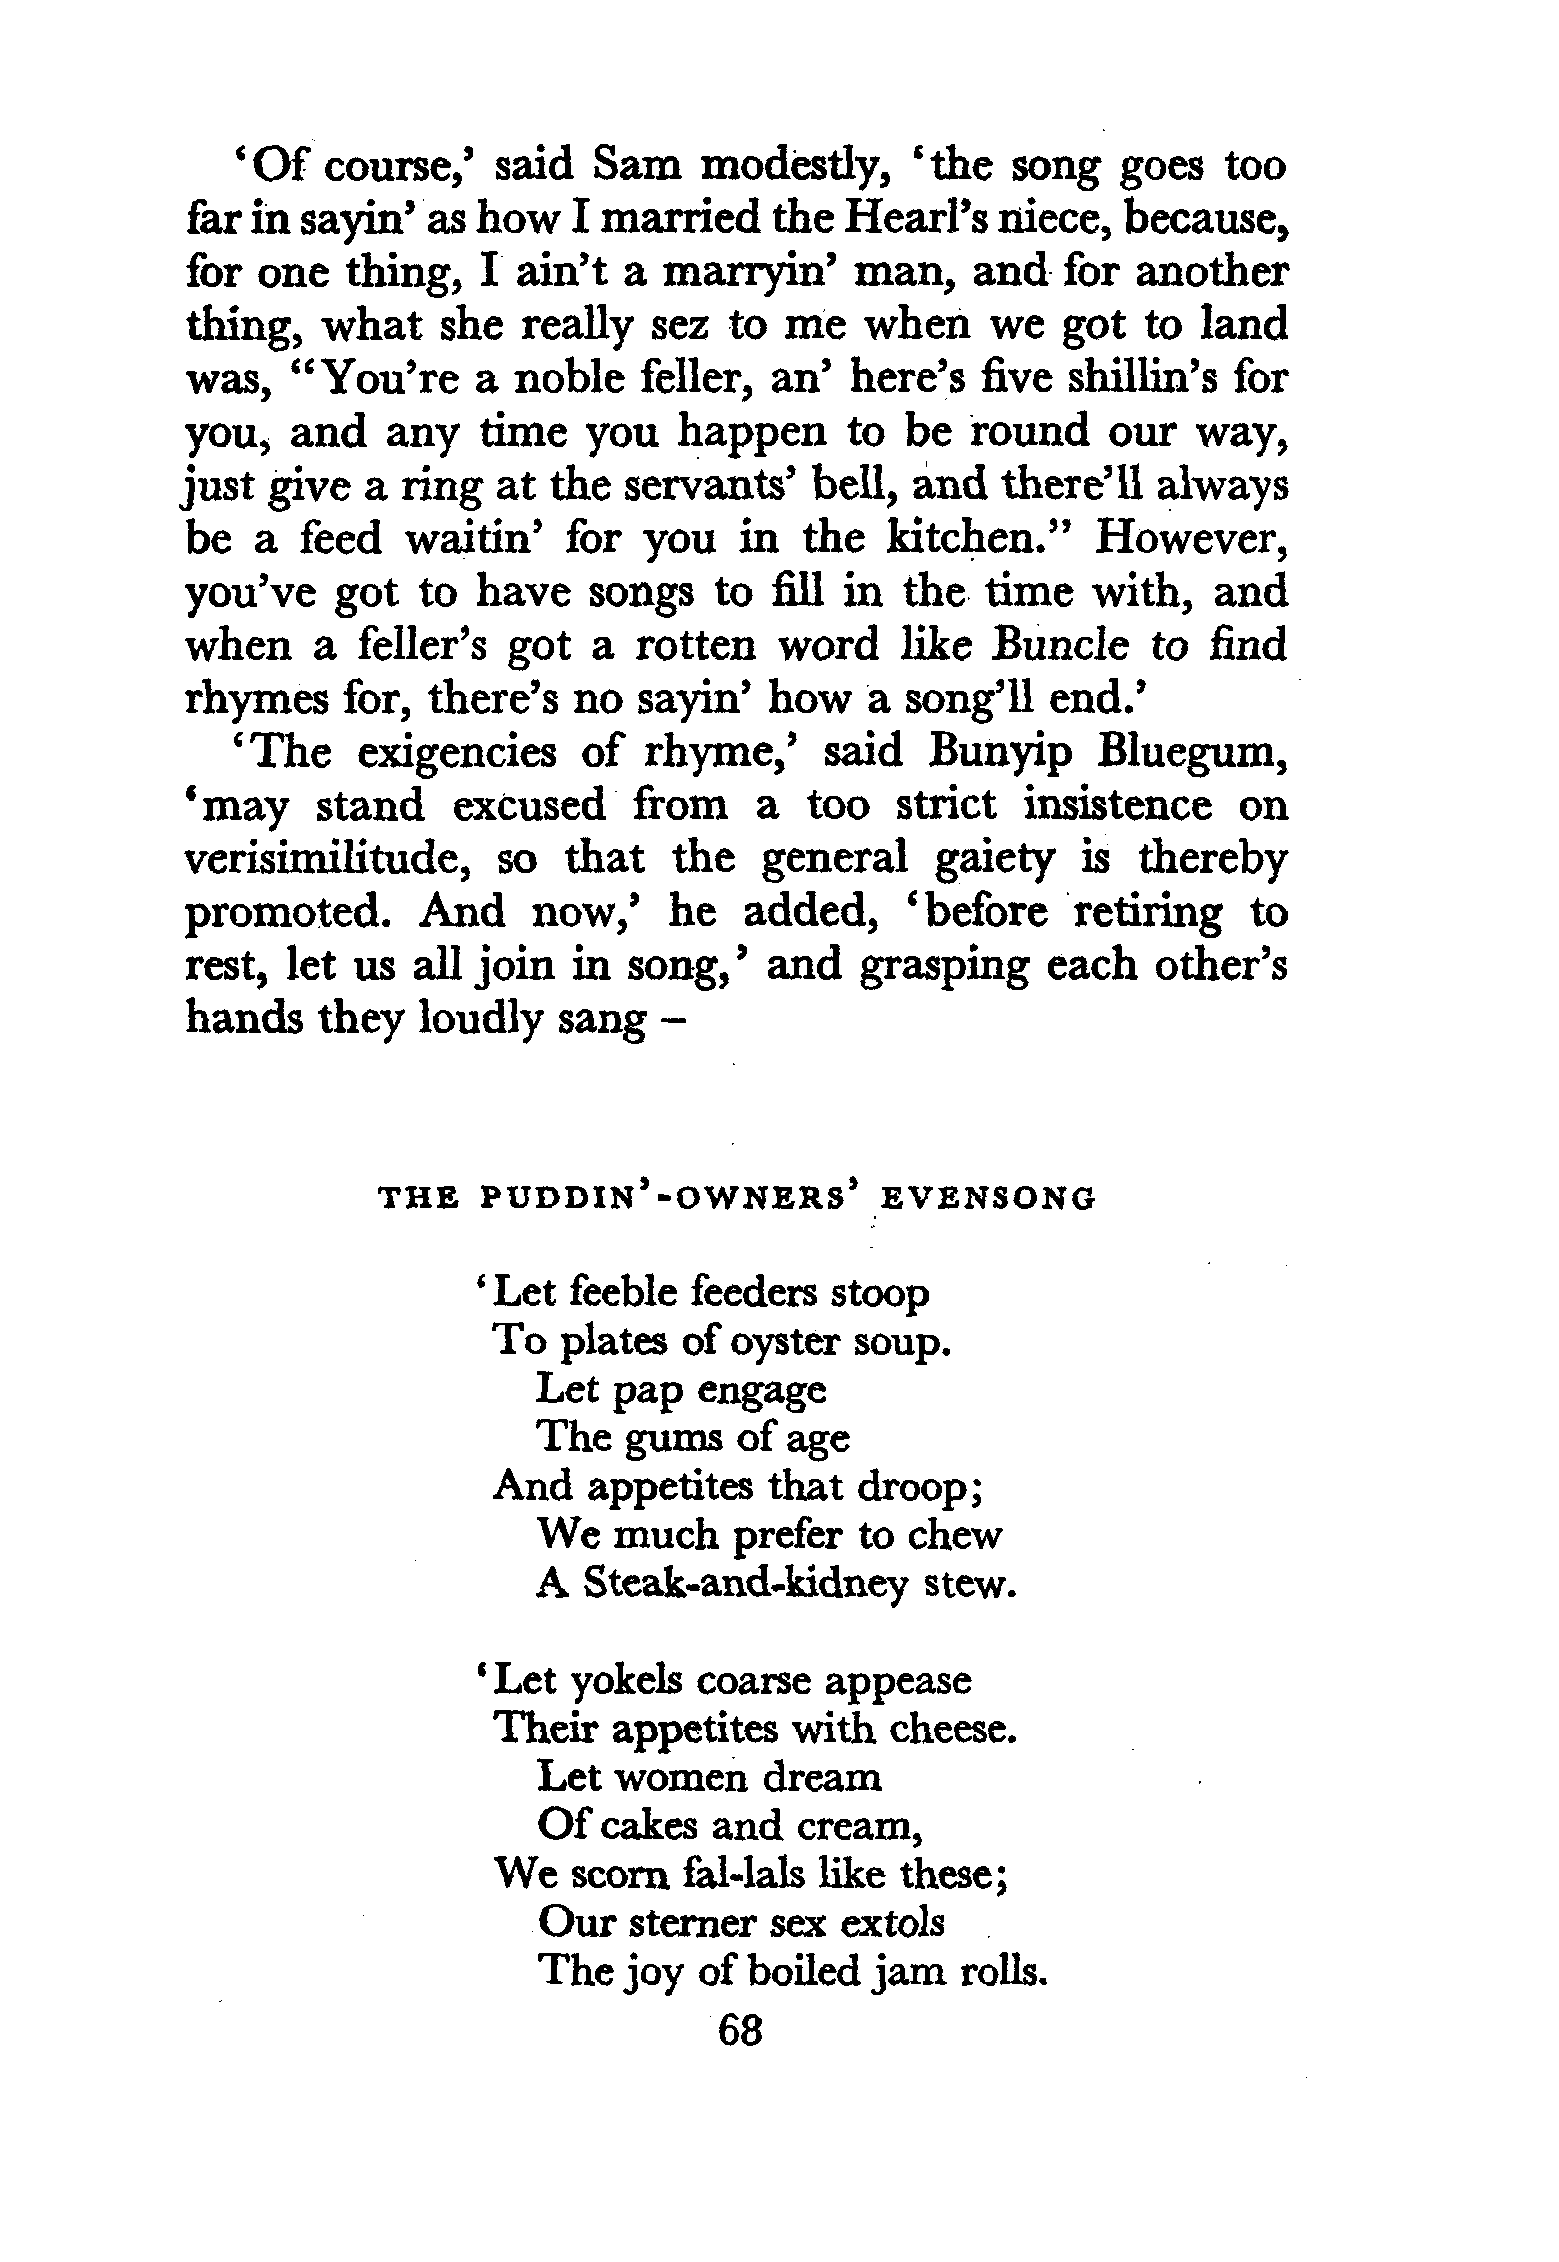 ‘Of course,’ said Sam modestly, ‘the song goes too
far in sayin’ as how I married the Hearl’s niece, because,
for one thing, I ain’t a marryin’ man, and for another
thing, what she really sez to me when we got to land
was, “You’re a noble feller, an’ here’s five shillin’s for
you, and any time you happen to be round our way,
just give a ring at the servants’ bell, and there’ll always
be a feed waitin’ for you in the kitchen.” However,
you’ve got to have songs to fill in the time with, and
when a feller’s got a rotten word like Buncle to find
rhymes for, there’s no sayin’ how a song’ll end.’
‘The exigencies of rhyme,’ said Bunyip Bluegum,
‘may stand excused from a too strict insistence on
verisimilitude, so that the general gaiety is thereby
promoted. And now,’ he added, ‘before retiring to
rest, let us all join in song,’ and grasping each other’s
hands they loudly sang –
THE PUDDIN’-OWNERS’ EVENSONG
‘Let feeble feeders stoop
To plates of oyster soup.
Let pap engage
The gums of age
And appetites that droop;
We much prefer to chew
A Steak-and-kidney stew.
‘Let yokels coarse appease
Their appetites with cheese.
Let women dream
Of cakes and cream,
We scorn fal-lals like these;
Our sterner sex extols
The joy of boiled jam rolls.
68